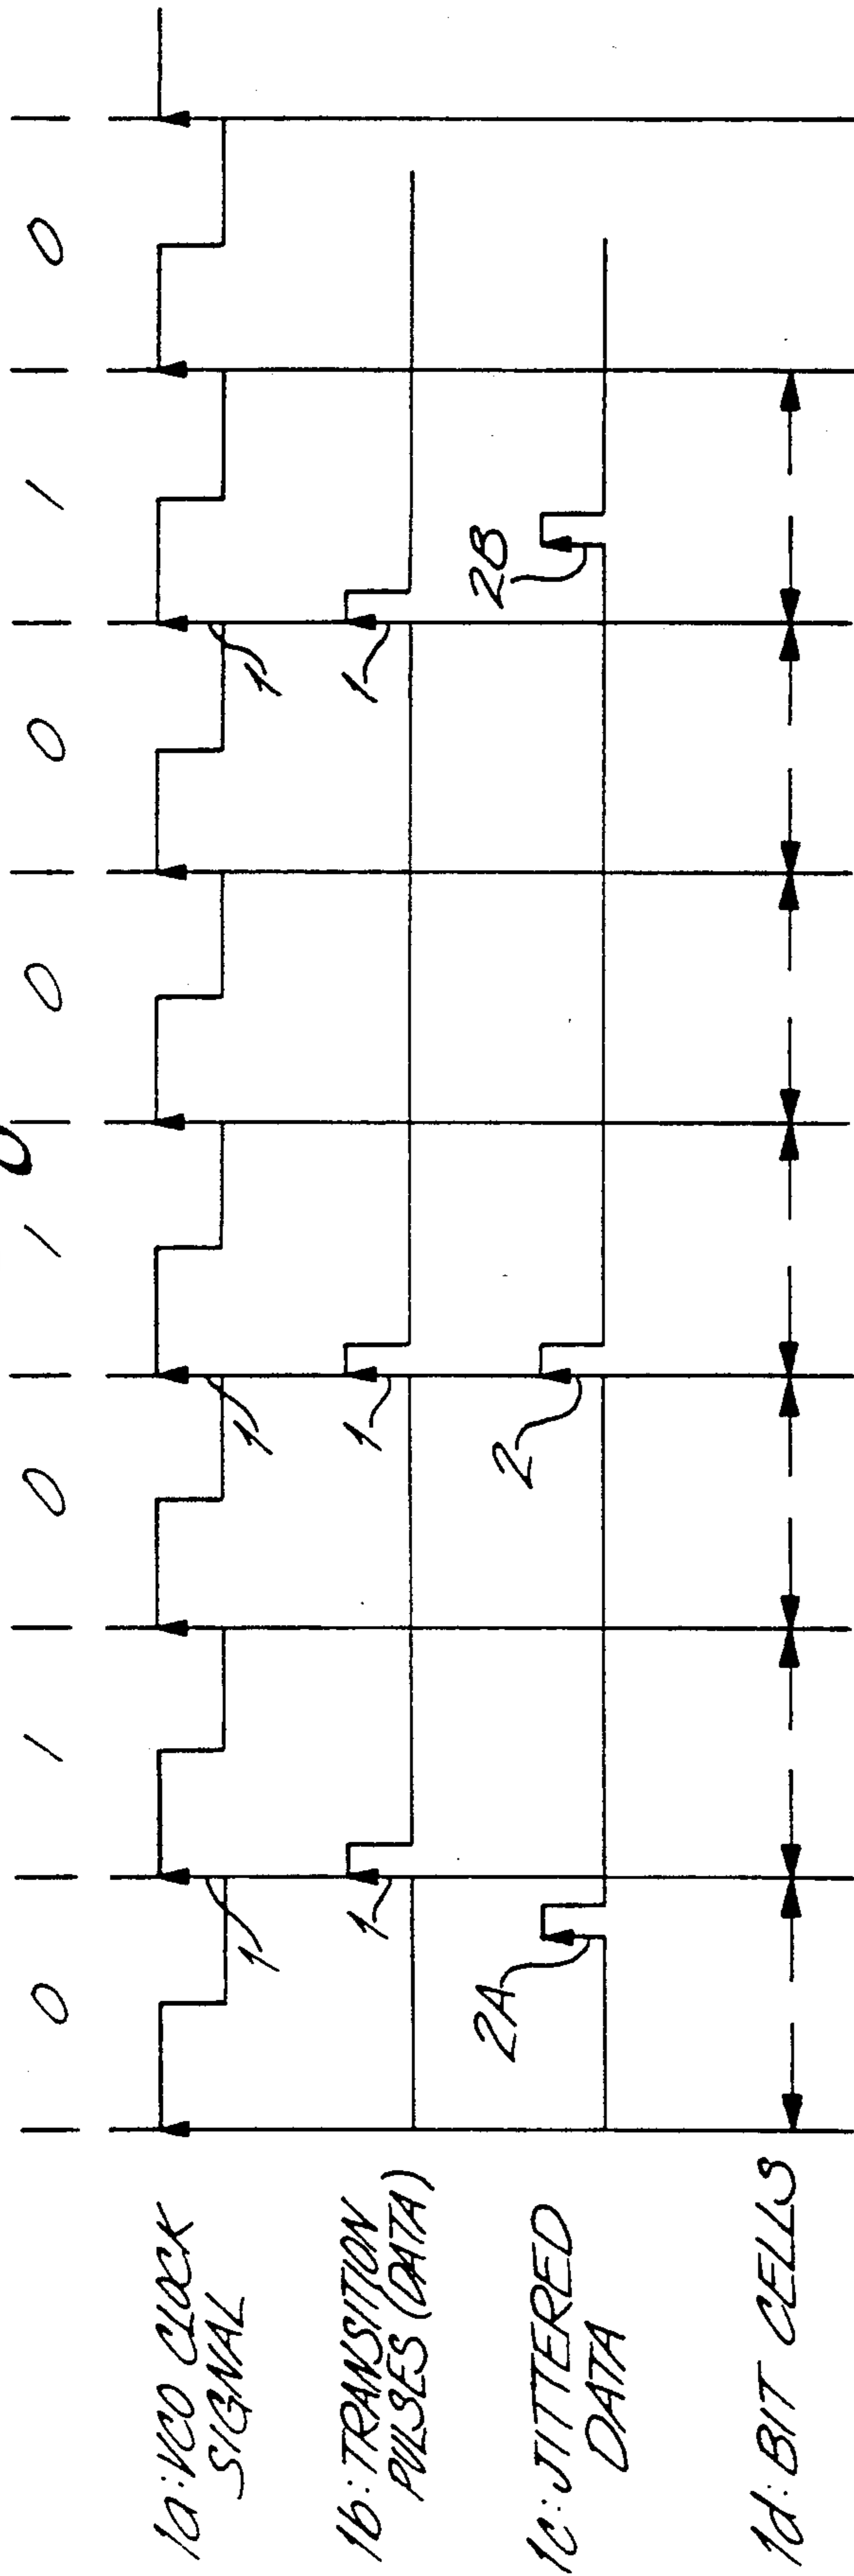 0 1 0 1 0 0 1 0
1a: VCO CLOCK
SIGNAL
1 1 1
1b: TRANSITION
PULSES (DATA)
1 1 1
1c: JITTERED
DATA
2A 2 2B
1d: BIT CELLS